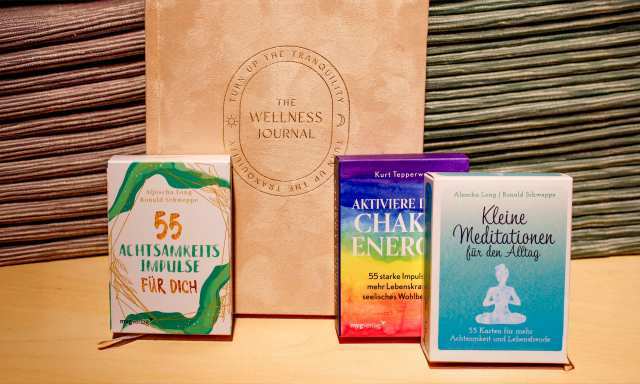 TURN UP THE TRANQUILITY
THE
WELLNESS
JOURNAL
TURN UP THE TRANQUILITY
Aljoscha Long
Ronald Schweppe
55
ACHTSAMKEITS
IMPULSE
FÜR DICH
mvgverlag
Kurt Tepperw
AKTIVIERE D
CHAK
ENERG
55 starke Impuls
mehr Lebenskra
seelisches Wohlbe
mvgverlag
Aljoscha Long / Ronald Schweppe
Kleine
Meditationen
für den Alltag
55 Karten für mehr
Achtsamkeit und Lebensfreude